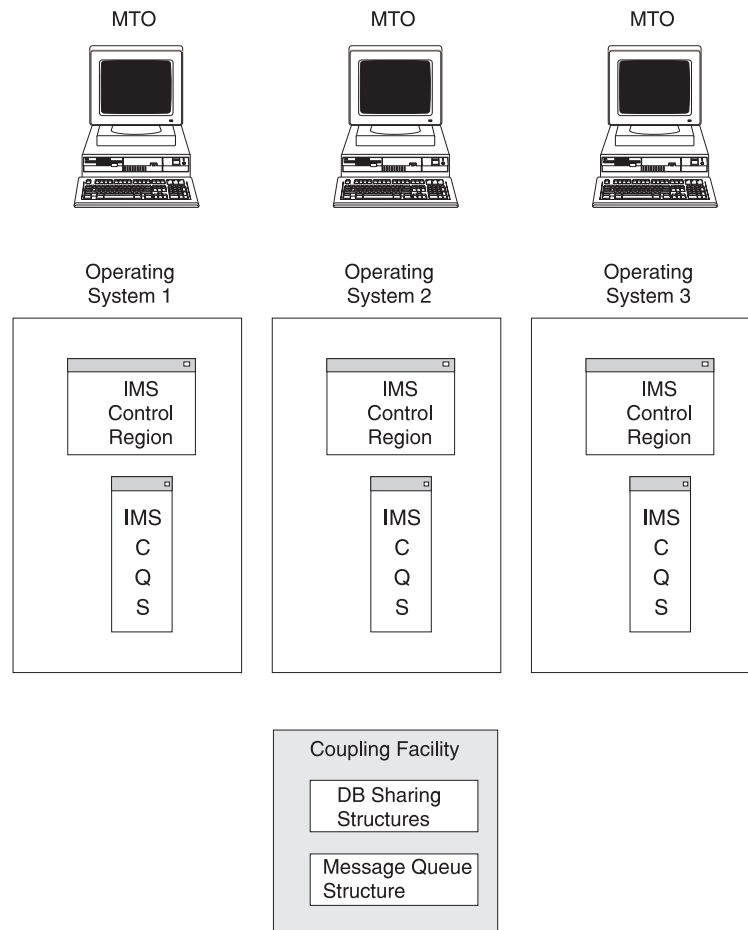 MTO
MTO
MTO
Operating
System 1
Operating
System 2
Operating
System 3
IMS
Control
Region
IMS
C
Q
S
IMS
Control
Region
IMS
C
Q
S
IMS
Control
Region
IMS
C
Q
S
Coupling Facility
DB Sharing
Structures
Message Queue
Structure